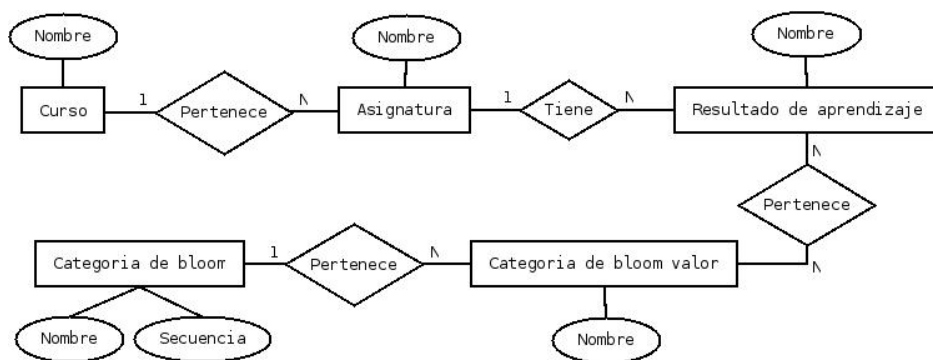 Nombre
Nombre
Nombre
Curso
1
Pertenece
N
Asignatura
1
Tiene
N
Resultado de aprendizaje
N
Pertenece
N
Categoria de bloom
1
Pertenece
N
Categoria de bloom valor
Nombre
Secuencia
Nombre